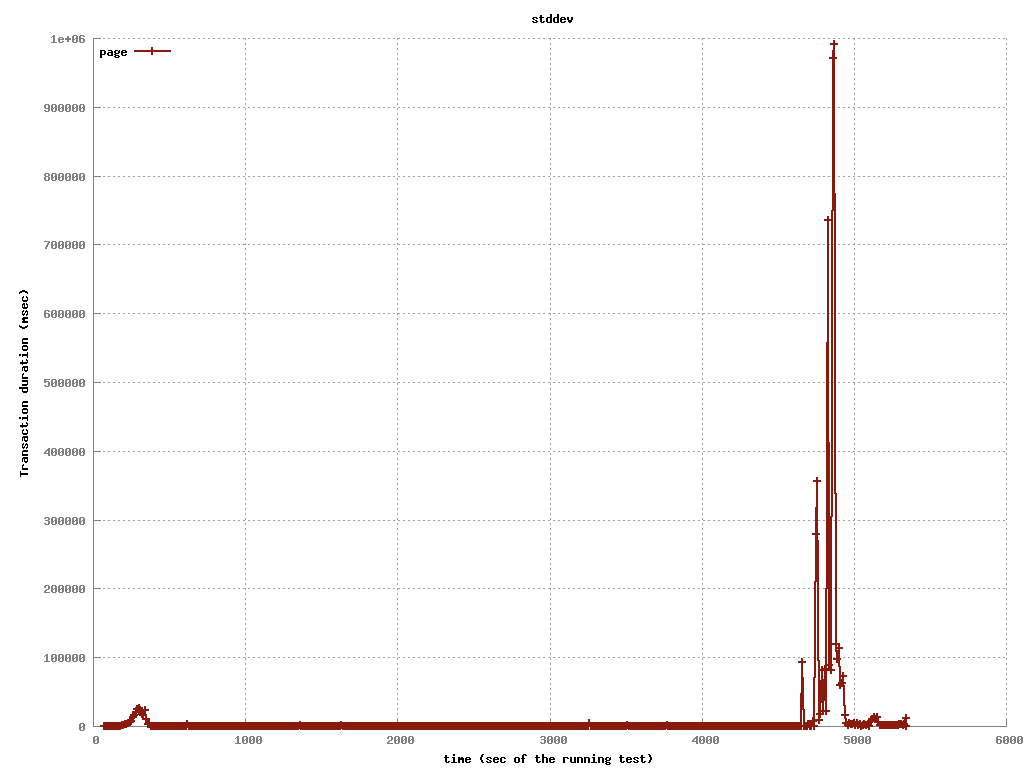 stddev
page
1e+06
900000
800000
700000
600000
500000
400000
300000
200000
100000
0
Transaction duration (msec)
0 1000 2000 3000 4000 5000 6000
time (sec of the running test)